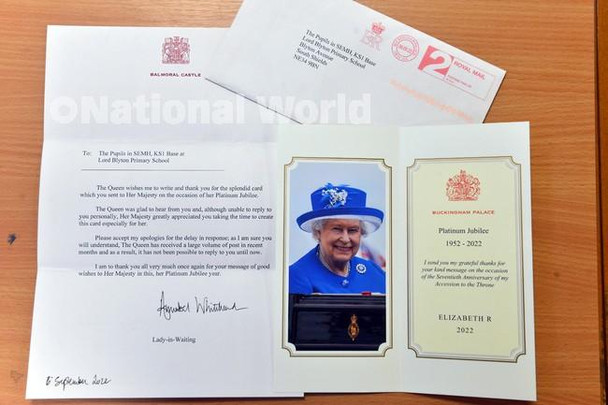 BALMORAL CASTLE
©National World
To: The Pupils in SEMH, KS1 Base at
Lord Blyton Primary School
The Queen wishes me to write and thank you for the splendid card
which you sent to Her Majesty on the occasion of her Platinum Jubilee.
The Queen was glad to hear from you and, although unable to reply to
you personally, Her Majesty greatly appreciated you taking the time to create
this card especially for her.
Please accept my apologies for the delay in response; as I am sure you
will understand, The Queen has received a large volume of post in recent
months and as a result, it has not been possible to reply to you until now.
I am to thank you all very much once again for your message of good
wishes to Her Majesty in this, her Platinum Jubilee year.
Annabel Whitehead
Lady-in-Waiting
September 2022
The Pupils in SEMH, KS1 Base
Lord Blyton Primary School
Blyton Avenue
South Shields
NE34 9BN
2
ROYAL MAIL
BUCKINGHAM PALACE
Platinum Jubilee
1952 - 2022
I send you my grateful thanks for
your kind message on the occasion
of the Seventieth Anniversary of my
Accession to the Throne
ELIZABETH R
2022